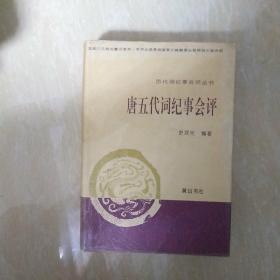 历代词纪事会评丛书
唐五代词纪事会评
史双元 编著
黄山书社